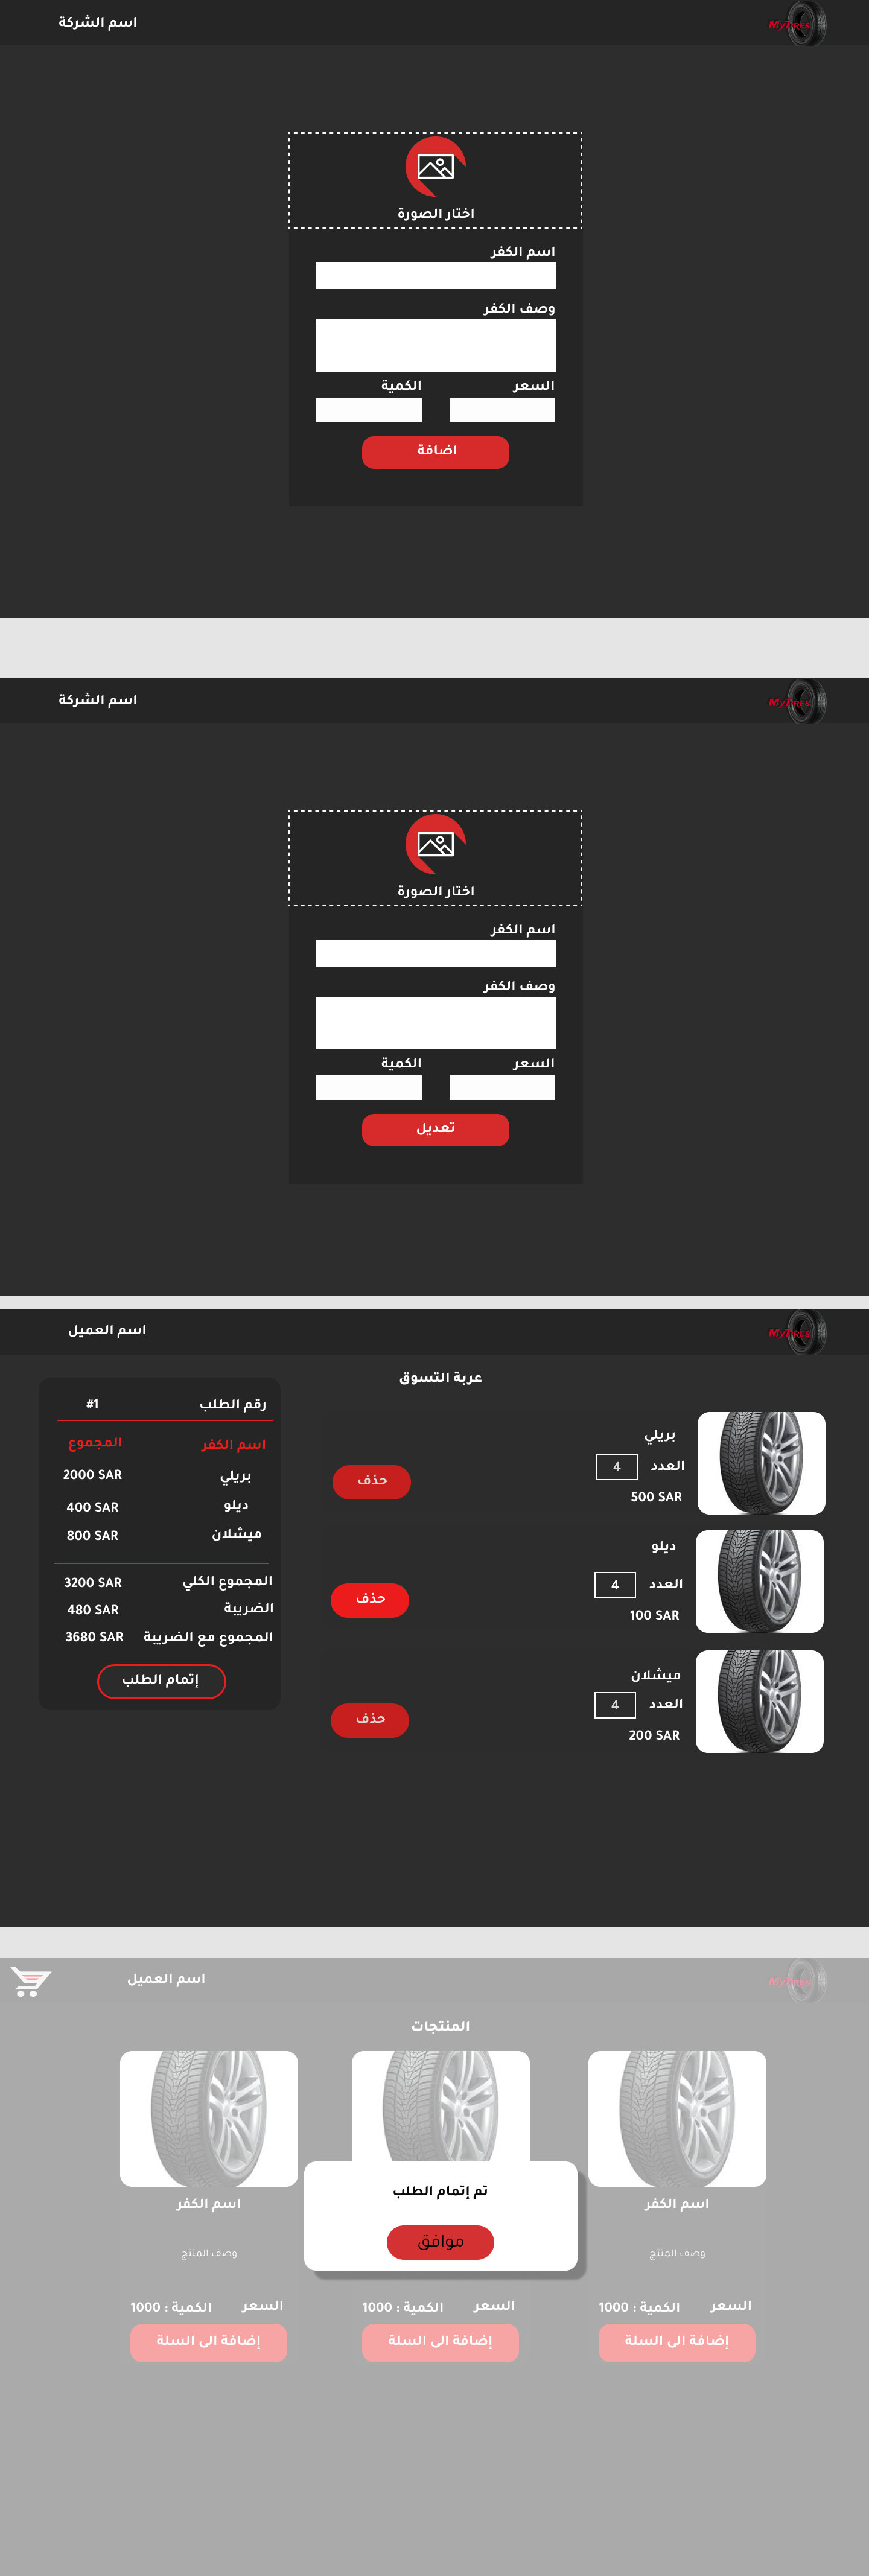 MyTIRES
اسم الشركة
اختار الصورة
اسم الكفر
وصف الكفر
السعر
الكمية
اضافة
MyTIRES
اسم الشركة
اختار الصورة
اسم الكفر
وصف الكفر
السعر
الكمية
تعديل
MyTIRES
اسم العميل
عربة التسوق
بريلي
العدد 4
500 SAR
حذف
ديلو
العدد 4
100 SAR
حذف
ميشلان
العدد 4
200 SAR
حذف
رقم الطلب #1
اسم الكفر المجموع
بريلي 2000 SAR
ديلو 400 SAR
ميشلان 800 SAR
المجموع الكلي 3200 SAR
الضريبة 480 SAR
المجموع مع الضريبة 3680 SAR
إتمام الطلب
MyTIRES
اسم العميل
المنتجات
تم إتمام الطلب
موافق
اسم الكفر
وصف المنتج
السعر الكمية : 1000
إضافة الى السلة
السعر الكمية : 1000
إضافة الى السلة
اسم الكفر
وصف المنتج
السعر الكمية : 1000
إضافة الى السلة